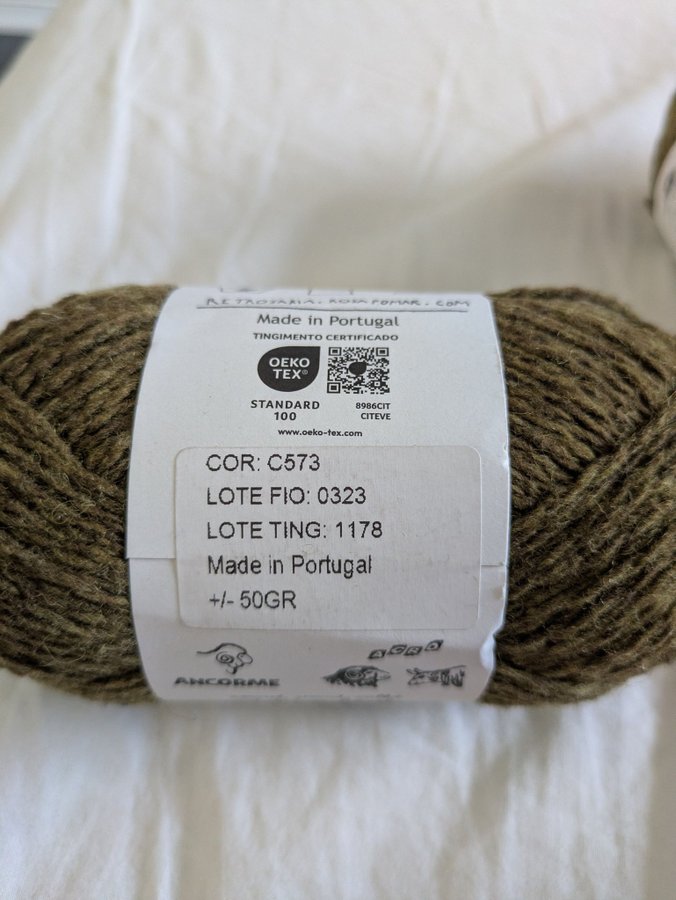 RETROSARIA.ROSAPOMAR.COM
Made in Portugal
TINGIMENTO CERTIFICADO
OEKO
TEX®
STANDARD
100
8986CIT
CITEVE
www.oeko-tex.com
COR: C573
LOTE FIO: 0323
LOTE TING: 1178
Made in Portugal
+/- 50GR
ANCORME
ACRA